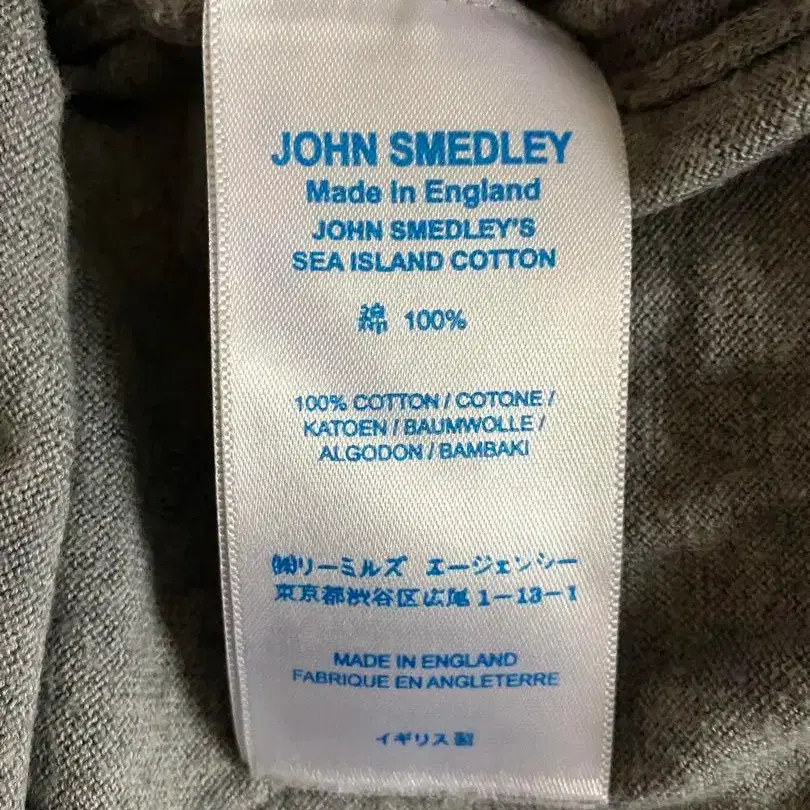 JOHN SMEDLEY
Made In England
JOHN SMEDLEY'S
SEA ISLAND COTTON
綿 100%
100% COTTON / COTONE /
KATOEN / BAUMWOLLE /
ALGODON / BAMBAKI
㈱リーミルズ エージェンシー
東京都渋谷区広尾 1-13-1
MADE IN ENGLAND
FABRIQUE EN ANGLETERRE
イギリス製